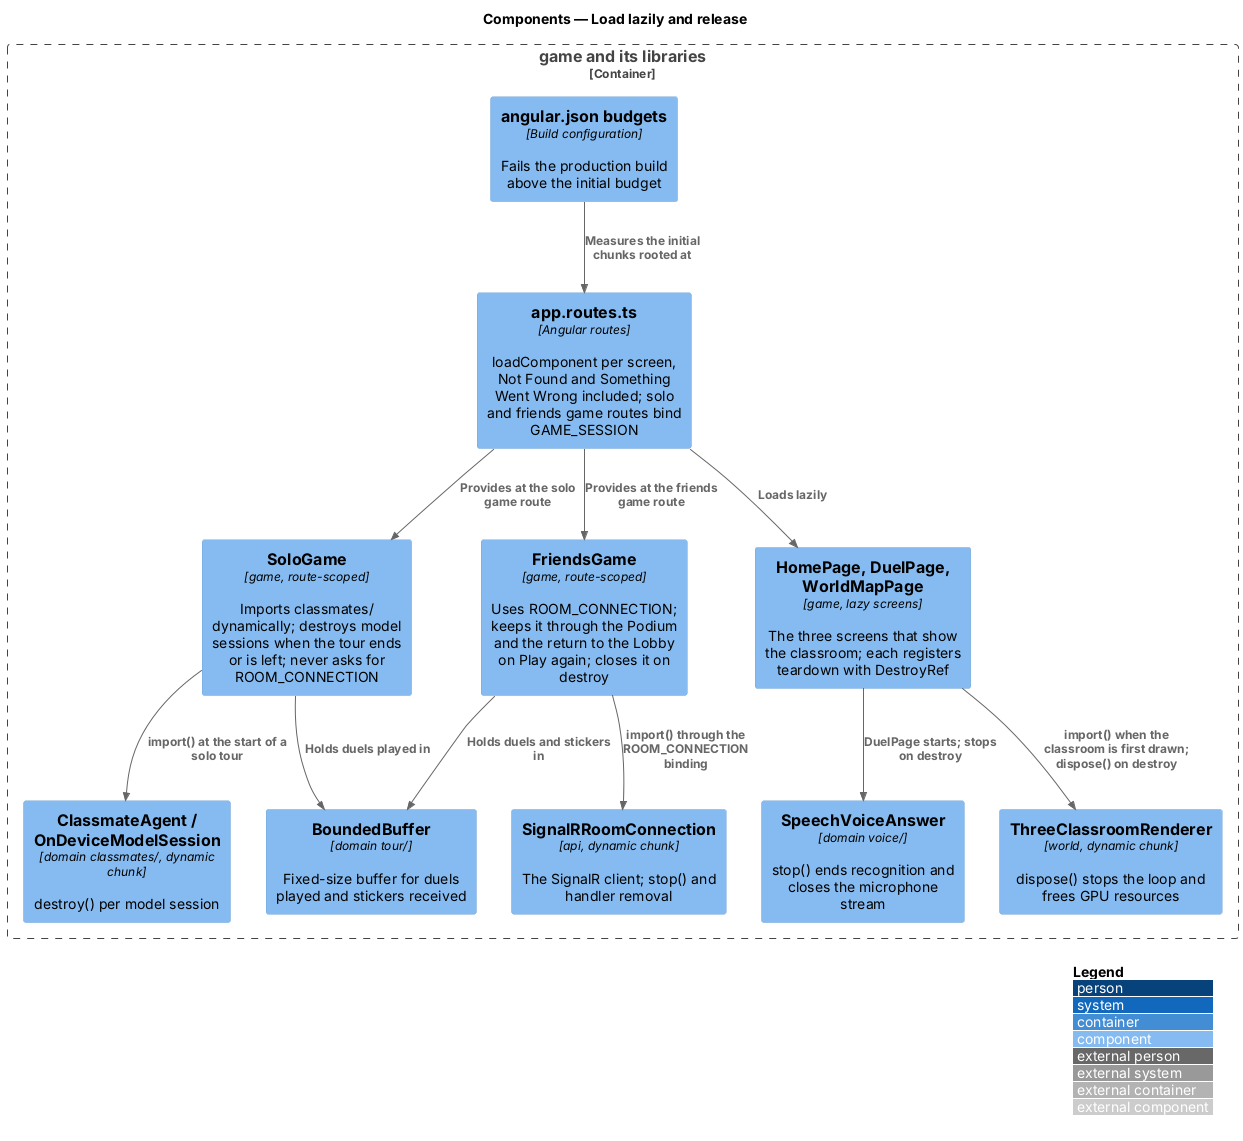 Components — Load lazily and release
game and its libraries
[Container]
angular.json budgets
[Build configuration]
Fails the production build
above the initial budget
Measures the initial
chunks rooted at
app.routes.ts
[Angular routes]
loadComponent per screen,
Not Found and Something
Went Wrong included; solo
and friends game routes bind
GAME_SESSION
Provides at the solo
game route
Provides at the friends
game route
Loads lazily
SoloGame
[game, route-scoped]
Imports classmates/
dynamically; destroys model
sessions when the tour ends
or is left; never asks for
ROOM_CONNECTION
FriendsGame
[game, route-scoped]
Uses ROOM_CONNECTION;
keeps it through the Podium
and the return to the Lobby
on Play again; closes it on
destroy
HomePage, DuelPage,
WorldMapPage
[game, lazy screens]
The three screens that show
the classroom; each registers
teardown with DestroyRef
import() at the start of a
solo tour
Holds duels played in
Holds duels and stickers
in
import() through the
ROOM_CONNECTION
binding
DuelPage starts; stops
on destroy
import() when the
classroom is first drawn;
dispose() on destroy
ClassmateAgent /
OnDeviceModelSession
[domain classmates/, dynamic
chunk]
destroy() per model session
BoundedBuffer
[domain tour/]
Fixed-size buffer for duels
played and stickers received
SignalRRoomConnection
[api, dynamic chunk]
The SignalR client; stop() and
handler removal
SpeechVoiceAnswer
[domain voice/]
stop() ends recognition and
closes the microphone
stream
ThreeClassroomRenderer
[world, dynamic chunk]
dispose() stops the loop and
frees GPU resources
Legend
person
system
container
component
external person
external system
external container
external component